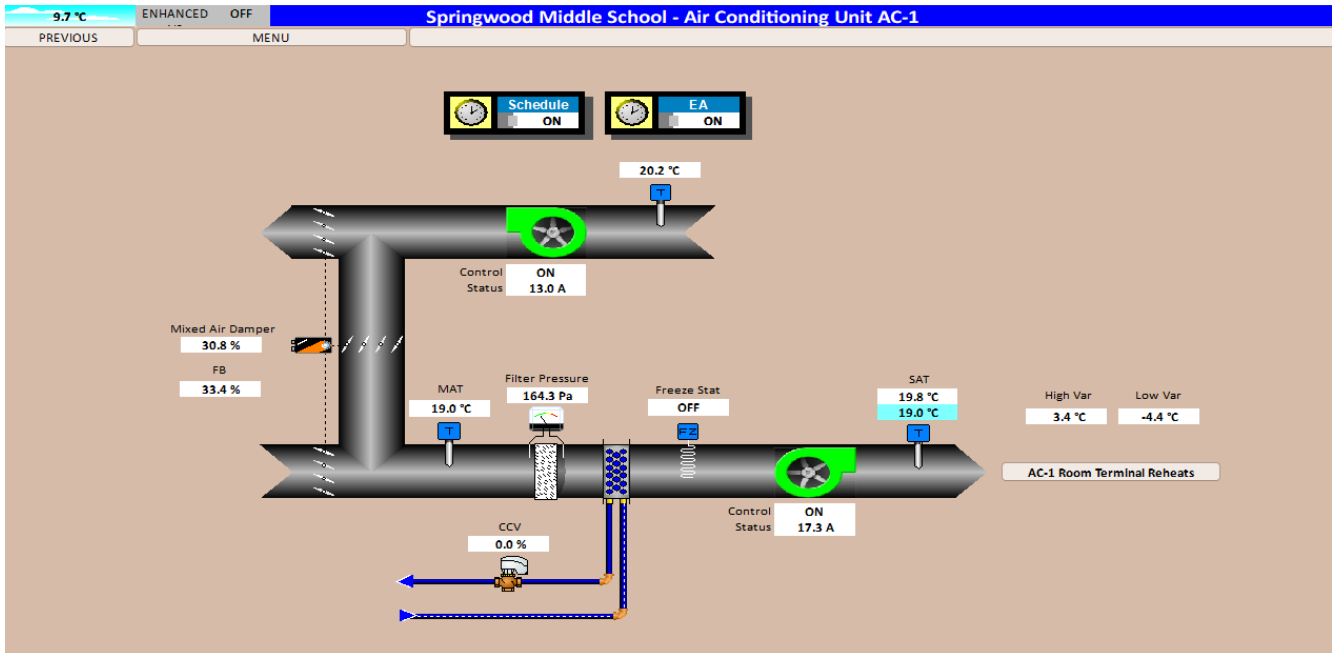 9.7 °C ENHANCED OFF Springwood Middle School - Air Conditioning Unit AC-1
PREVIOUS MENU
Schedule
ON
EA
ON
20.2 °C
T
Control ON
Status 13.0 A
Mixed Air Damper
30.8 %
FB
33.4 %
MAT
19.0 °C
T
Filter Pressure
164.3 Pa
Freeze Stat
OFF
FZ
SAT
19.8 °C
19.0 °C
T
High Var
3.4 °C
Low Var
-4.4 °C
AC-1 Room Terminal Reheats
Control ON
Status 17.3 A
CCV
0.0 %